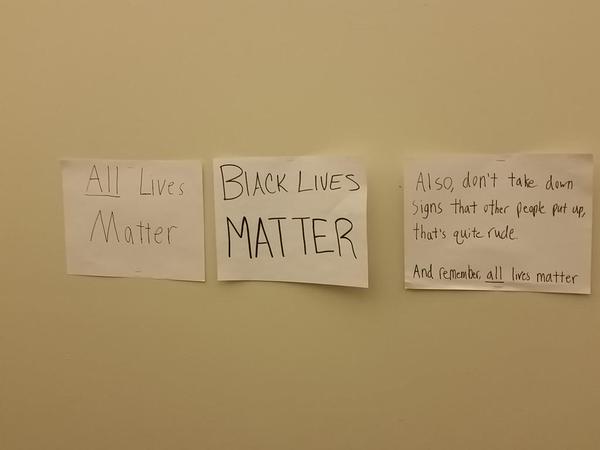 All Lives
Matter
BLACK LIVES
MATTER
Also, don't take down
signs that other people put up,
that's quite rude.
And remember, all lives matter